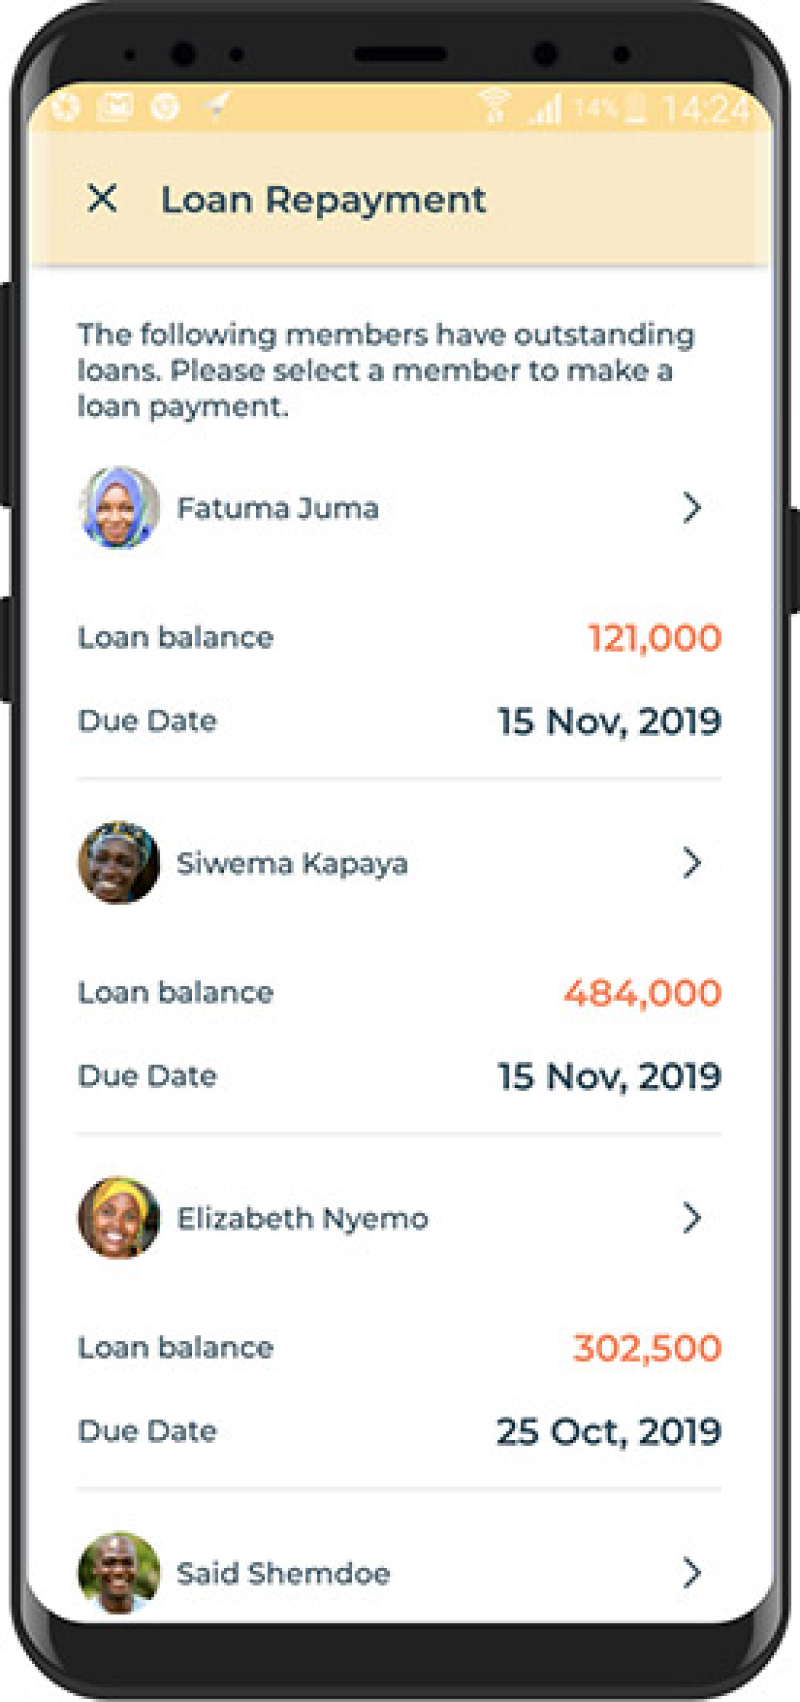 14% 14:24
Loan Repayment
The following members have outstanding
loans. Please select a member to make a
loan payment.
Fatuma Juma
Loan balance 121,000
Due Date 15 Nov, 2019
Siwema Kapaya
Loan balance 484,000
Due Date 15 Nov, 2019
Elizabeth Nyemo
Loan balance 302,500
Due Date 25 Oct, 2019
Said Shemdoe